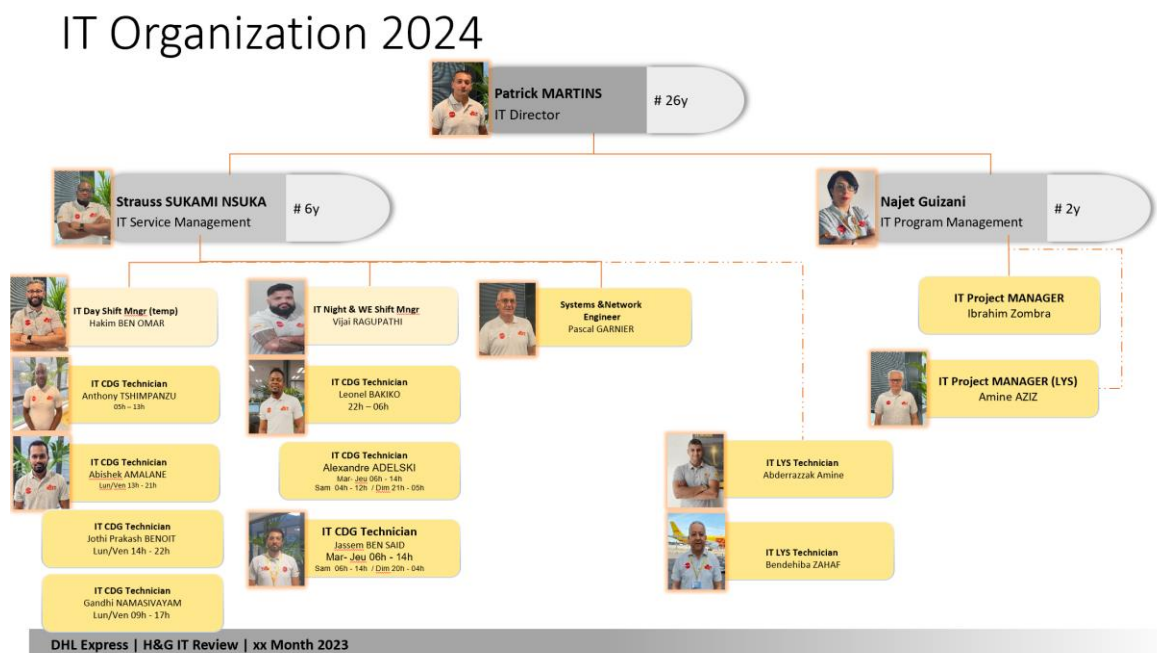 IT Organization 2024
Patrick MARTINS
IT Director
# 26y
Strauss SUKAMI NSUKA
IT Service Management
# 6y
Najet Guizani
IT Program Management
# 2y
IT Day Shift Mngr (temp)
Hakim BEN OMAR
IT Night & WE Shift Mngr
Vijai RAGUPATHI
Systems &Network
Engineer
Pascal GARNIER
IT Project MANAGER
Ibrahim Zombra
IT CDG Technician
Anthony TSHIMPANZU
05h – 13h
IT CDG Technician
Leonel BAKIKO
22h – 06h
IT Project MANAGER (LYS)
Amine AZIZ
IT CDG Technician
Abishek AMALANE
Lun/Ven 13h - 21h
IT CDG Technician
Alexandre ADELSKI
Mar- Jeu 06h - 14h
Sam 04h - 12h / Dim 21h - 05h
IT LYS Technician
Abderrazzak Amine
IT CDG Technician
Jothi Prakash BENOIT
Lun/Ven 14h - 22h
IT CDG Technician
Jassem BEN SAID
Mar- Jeu 06h - 14h
Sam 06h - 14h / Dim 20h - 04h
IT LYS Technician
Bendehiba ZAHAF
IT CDG Technician
Gandhi NAMASIVAYAM
Lun/Ven 09h - 17h
DHL Express | H&G IT Review | xx Month 2023